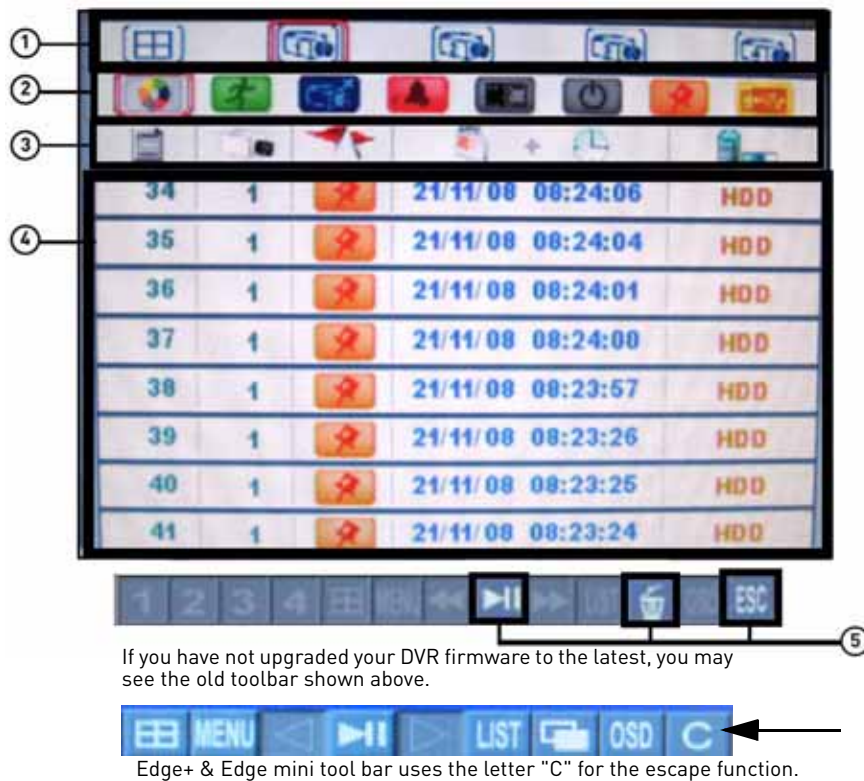 1
2
3
34 1 21/11/08 08:24:06 HDD
4
35 1 21/11/08 08:24:04 HDD
36 1 21/11/08 08:24:01 HDD
37 1 21/11/08 08:24:00 HDD
38 1 21/11/08 08:23:57 HDD
39 1 21/11/08 08:23:26 HDD
40 1 21/11/08 08:23:25 HDD
41 1 21/11/08 08:23:24 HDD
1 2 3 4 MENU LIST OSD ESC
5
If you have not upgraded your DVR firmware to the latest, you may
see the old toolbar shown above.
MENU LIST OSD C
Edge+ & Edge mini tool bar uses the letter "C" for the escape function.